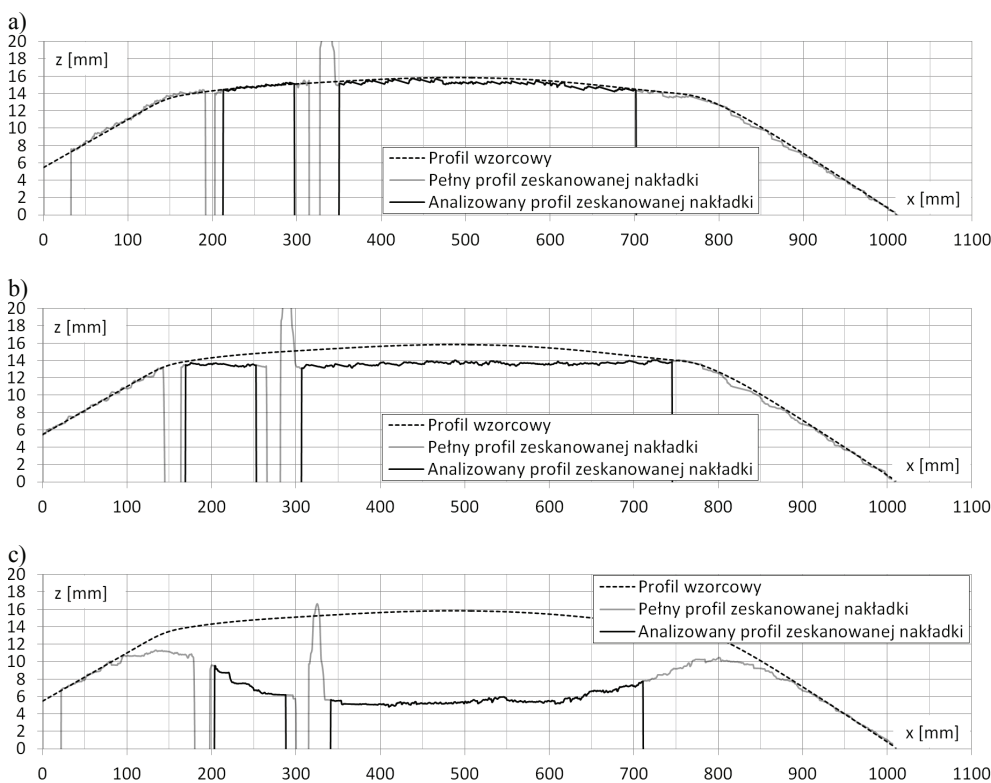 a)
20
18
16
14
12
10
8
6
4
2
0
z [mm]
Profil wzorcowy
Pełny profil zeskanowanej nakładki
Analizowany profil zeskanowanej nakładki
x [mm]
0 100 200 300 400 500 600 700 800 900 1000 1100
b)
20
18
16
14
12
10
8
6
4
2
0
z [mm]
Profil wzorcowy
Pełny profil zeskanowanej nakładki
Analizowany profil zeskanowanej nakładki
x [mm]
0 100 200 300 400 500 600 700 800 900 1000 1100
c)
20
18
16
14
12
10
8
6
4
2
0
z [mm]
Profil wzorcowy
Pełny profil zeskanowanej nakładki
Analizowany profil zeskanowanej nakładki
x [mm]
0 100 200 300 400 500 600 700 800 900 1000 1100